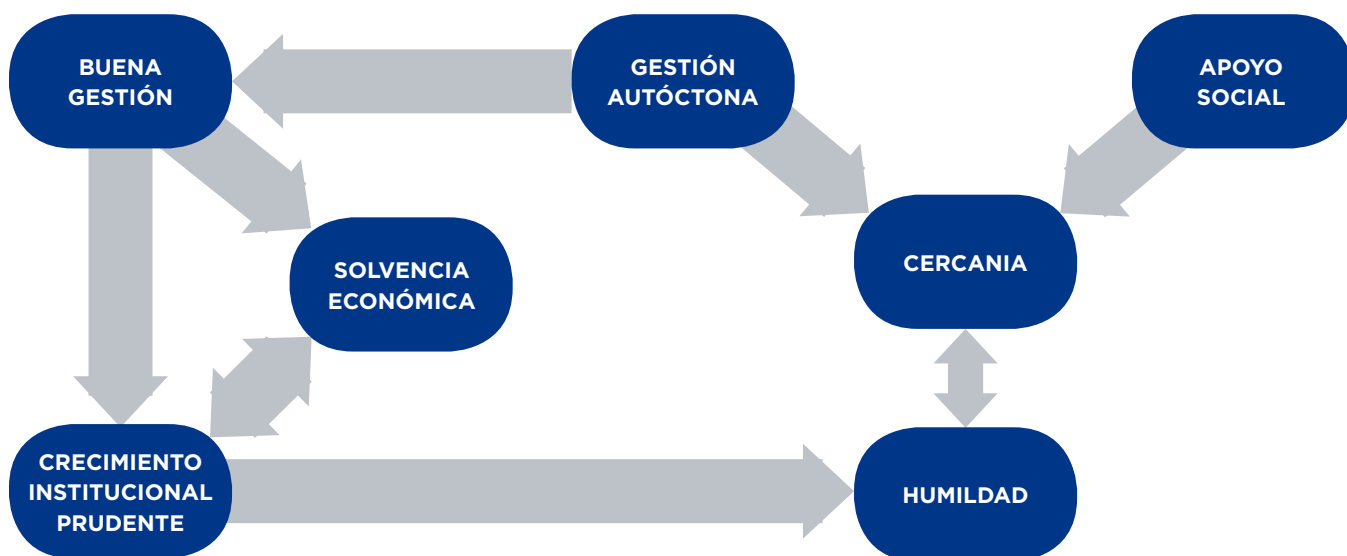 BUENA
GESTIÓN
GESTIÓN
AUTÓCTONA
APOYO
SOCIAL
SOLVENCIA
ECONÓMICA
CERCANIA
CRECIMIENTO
INSTITUCIONAL
PRUDENTE
HUMILDAD